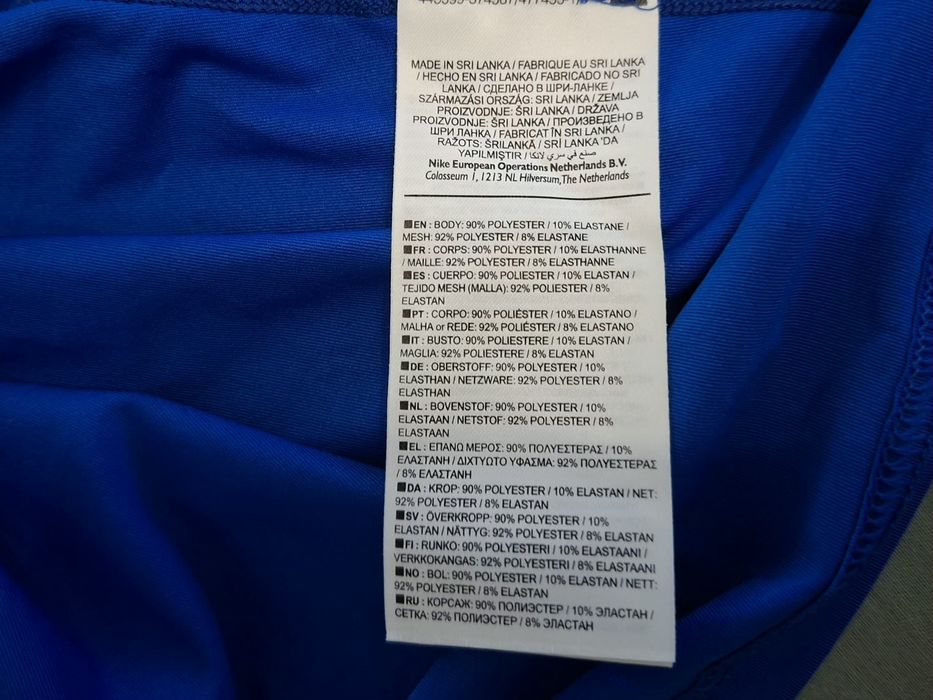 MADE IN SRI LANKA / FABRIQUE AU SRI LANKA
/ HECHO EN SRI LANKA / FABRICADO NO SRI
LANKA / СДЕЛАНО В ШРИ-ЛАНКЕ /
SZÁRMAZÁSI ORSZÁG: SRI LANKA / ZEMLJA
PROIZVODNJE: ŠRI LANKA / DRŽAVA
PROIZVODNJE: ŠRI LANKA / ПРОИЗВЕДЕНО В
ШРИ ЛАНКА / FABRICAT ÎN SRI LANKA /
RAŽOTS: ŠRILANKĀ / SRİ LANKA 'DA
YAPILMIŞTIR / صنع في سري لانكا
Nike European Operations Netherlands B.V.
Colosseum 1, 1213 NL Hilversum, The Netherlands
EN : BODY: 90% POLYESTER / 10% ELASTANE /
MESH: 92% POLYESTER / 8% ELASTANE
FR : CORPS: 90% POLYESTER / 10% ELASTHANNE
/ MAILLE: 92% POLYESTER / 8% ELASTHANNE
ES : CUERPO: 90% POLIESTER / 10% ELASTAN /
TEJIDO MESH (MALLA): 92% POLIESTER / 8%
ELASTAN
PT : CORPO: 90% POLIÉSTER / 10% ELASTANO /
MALHA or REDE: 92% POLIÉSTER / 8% ELASTANO
IT : BUSTO: 90% POLIESTERE / 10% ELASTAN /
MAGLIA: 92% POLIESTERE / 8% ELASTAN
DE : OBERSTOFF: 90% POLYESTER / 10%
ELASTHAN / NETZWARE: 92% POLYESTER / 8%
ELASTHAN
NL : BOVENSTOF: 90% POLYESTER / 10%
ELASTAAN / NETSTOF: 92% POLYESTER / 8%
ELASTAAN
EL : ΕΠΑΝΩ ΜΕΡΟΣ: 90% ΠΟΛΥΕΣΤΕΡΑΣ / 10%
ΕΛΑΣΤΑΝΗ / ΔΙΧΤΥΩΤΟ ΥΦΑΣΜΑ: 92% ΠΟΛΥΕΣΤΕΡΑΣ
/ 8% ΕΛΑΣΤΑΝΗ
DA : KROP: 90% POLYESTER / 10% ELASTAN / NET:
92% POLYESTER / 8% ELASTAN
SV : ÖVERKROPP: 90% POLYESTER / 10%
ELASTAN / NÄTTYG: 92% POLYESTER / 8% ELASTAN
FI : RUNKO: 90% POLYESTERI / 10% ELASTAANI /
VERKKOKANGAS: 92% POLYESTERI / 8% ELASTAANI
NO : BOL: 90% POLYESTER / 10% ELASTAN / NETT:
92% POLYESTER / 8% ELASTAN
RU : КОРСАЖ: 90% ПОЛИЭСТЕР / 10% ЭЛАСТАН /
СЕТКА: 92% ПОЛИЭСТЕР / 8% ЭЛАСТАН